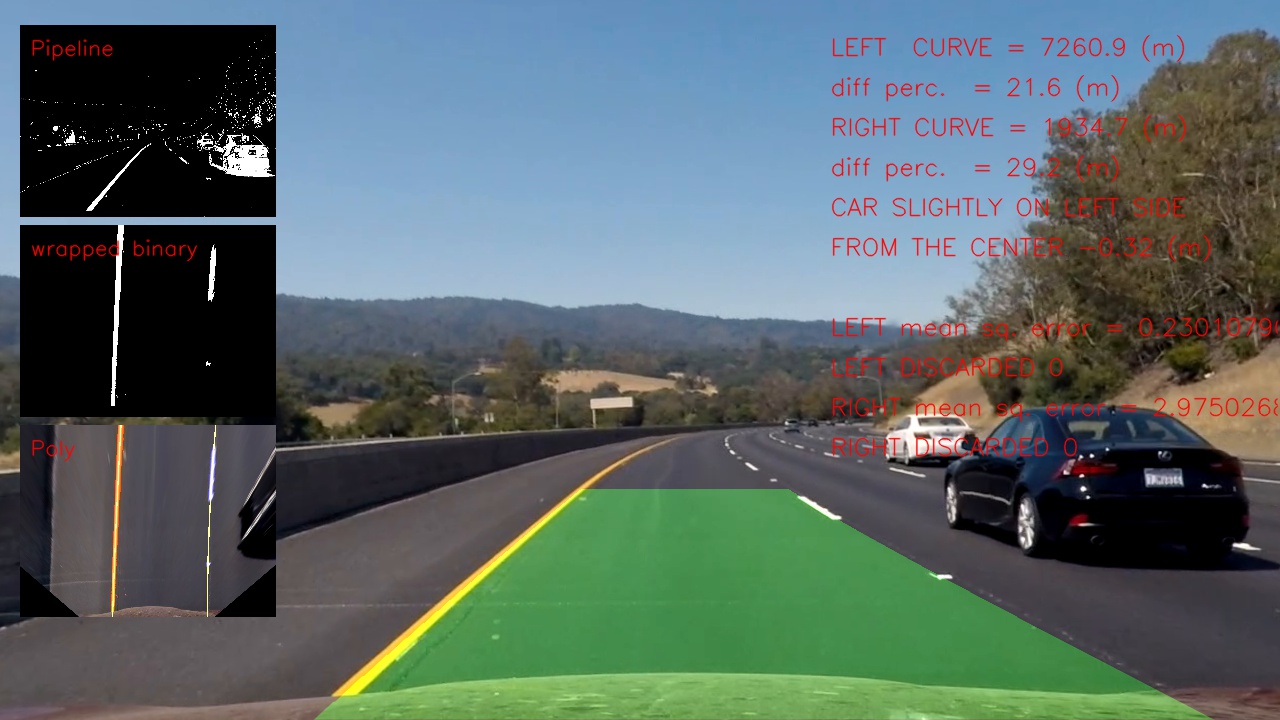 Pipeline
wrapped binary
Poly
LEFT CURVE = 7260.9 (m)
diff perc. = 21.6 (m)
RIGHT CURVE = 1934.7 (m)
diff perc. = 29.2 (m)
CAR SLIGHTLY ON LEFT SIDE
FROM THE CENTER -0.32 (m)
LEFT mean sq. error = 0.2301079
LEFT DISCARDED 0
RIGHT mean sq. error = 2.9750268
RIGHT DISCARDED 0